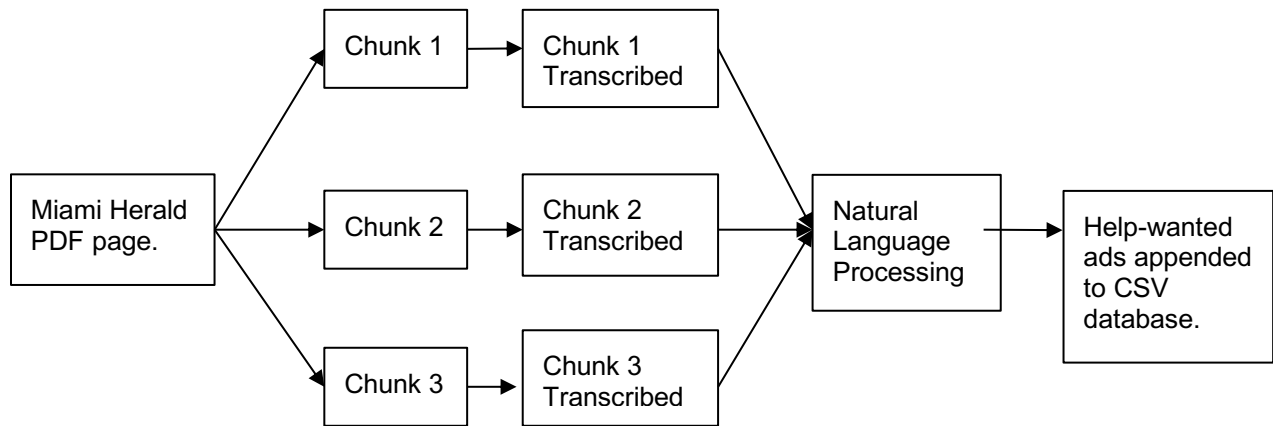 Miami Herald
PDF page.
Chunk 1
Chunk 1
Transcribed
Chunk 2
Chunk 2
Transcribed
Chunk 3
Chunk 3
Transcribed
Natural
Language
Processing
Help-wanted
ads appended
to CSV
database.